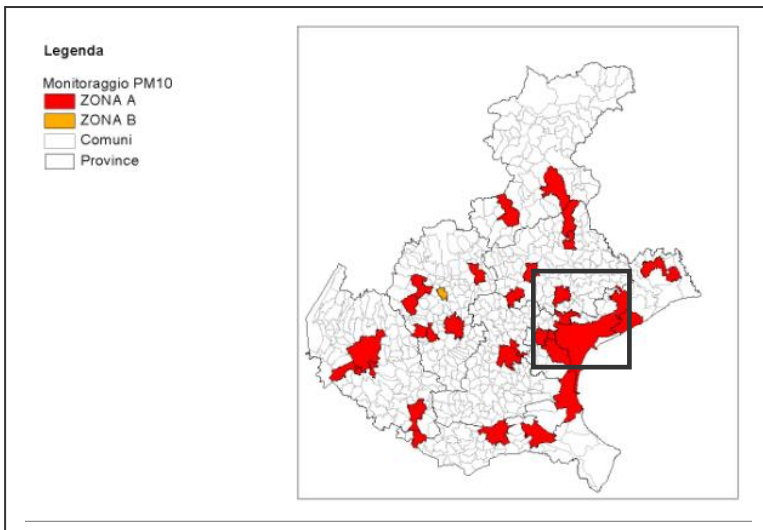 Legenda
Monitoraggio PM10
ZONA A
ZONA B
Comuni
Province